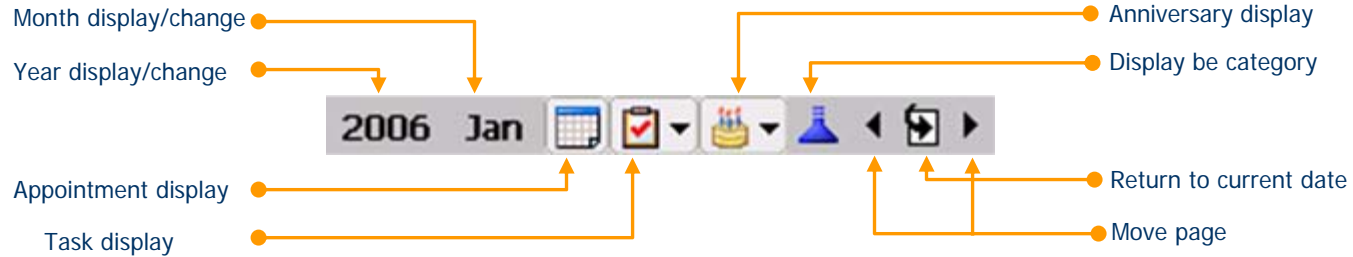 Month display/change
Anniversary display
Year display/change
Display be category
2006 Jan
Appointment display
Return to current date
Task display
Move page